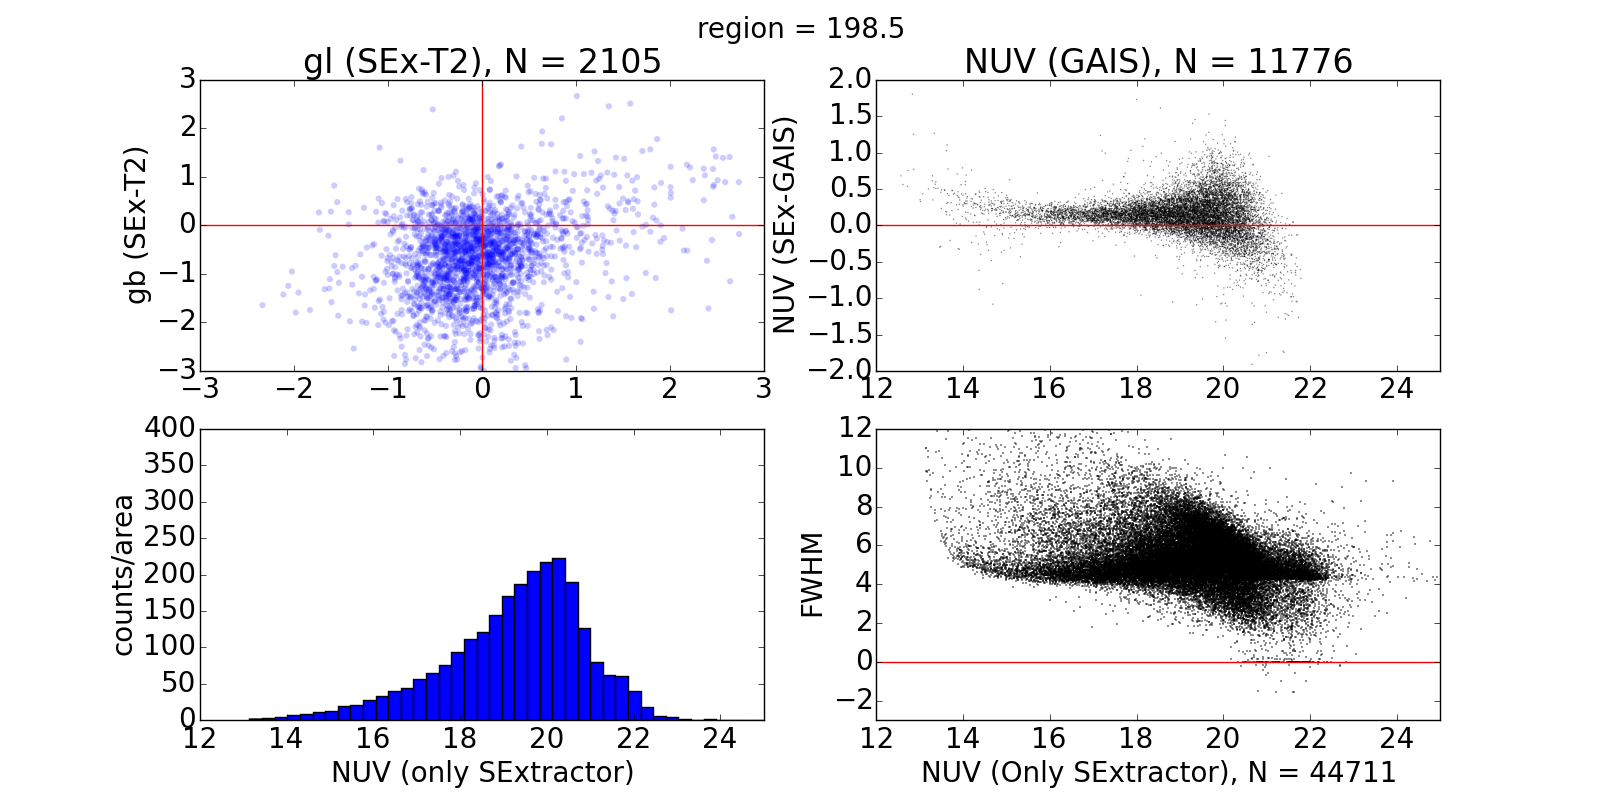 region = 198.5
gl (SEx-T2), N = 2105
NUV (GAIS), N = 11776
3
2
1
0
−1
−2
−3
gb (SEx-T2)
−3 −2 −1 0 1 2 3
2.0
1.5
1.0
0.5
0.0
−0.5
−1.0
−1.5
−2.0
NUV (SEx-GAIS)
12 14 16 18 20 22 24
400
350
300
250
200
150
100
50
0
counts/area
12 14 16 18 20 22 24
NUV (only SExtractor)
12
10
8
6
4
2
0
−2
FWHM
12 14 16 18 20 22 24
NUV (Only SExtractor), N = 44711